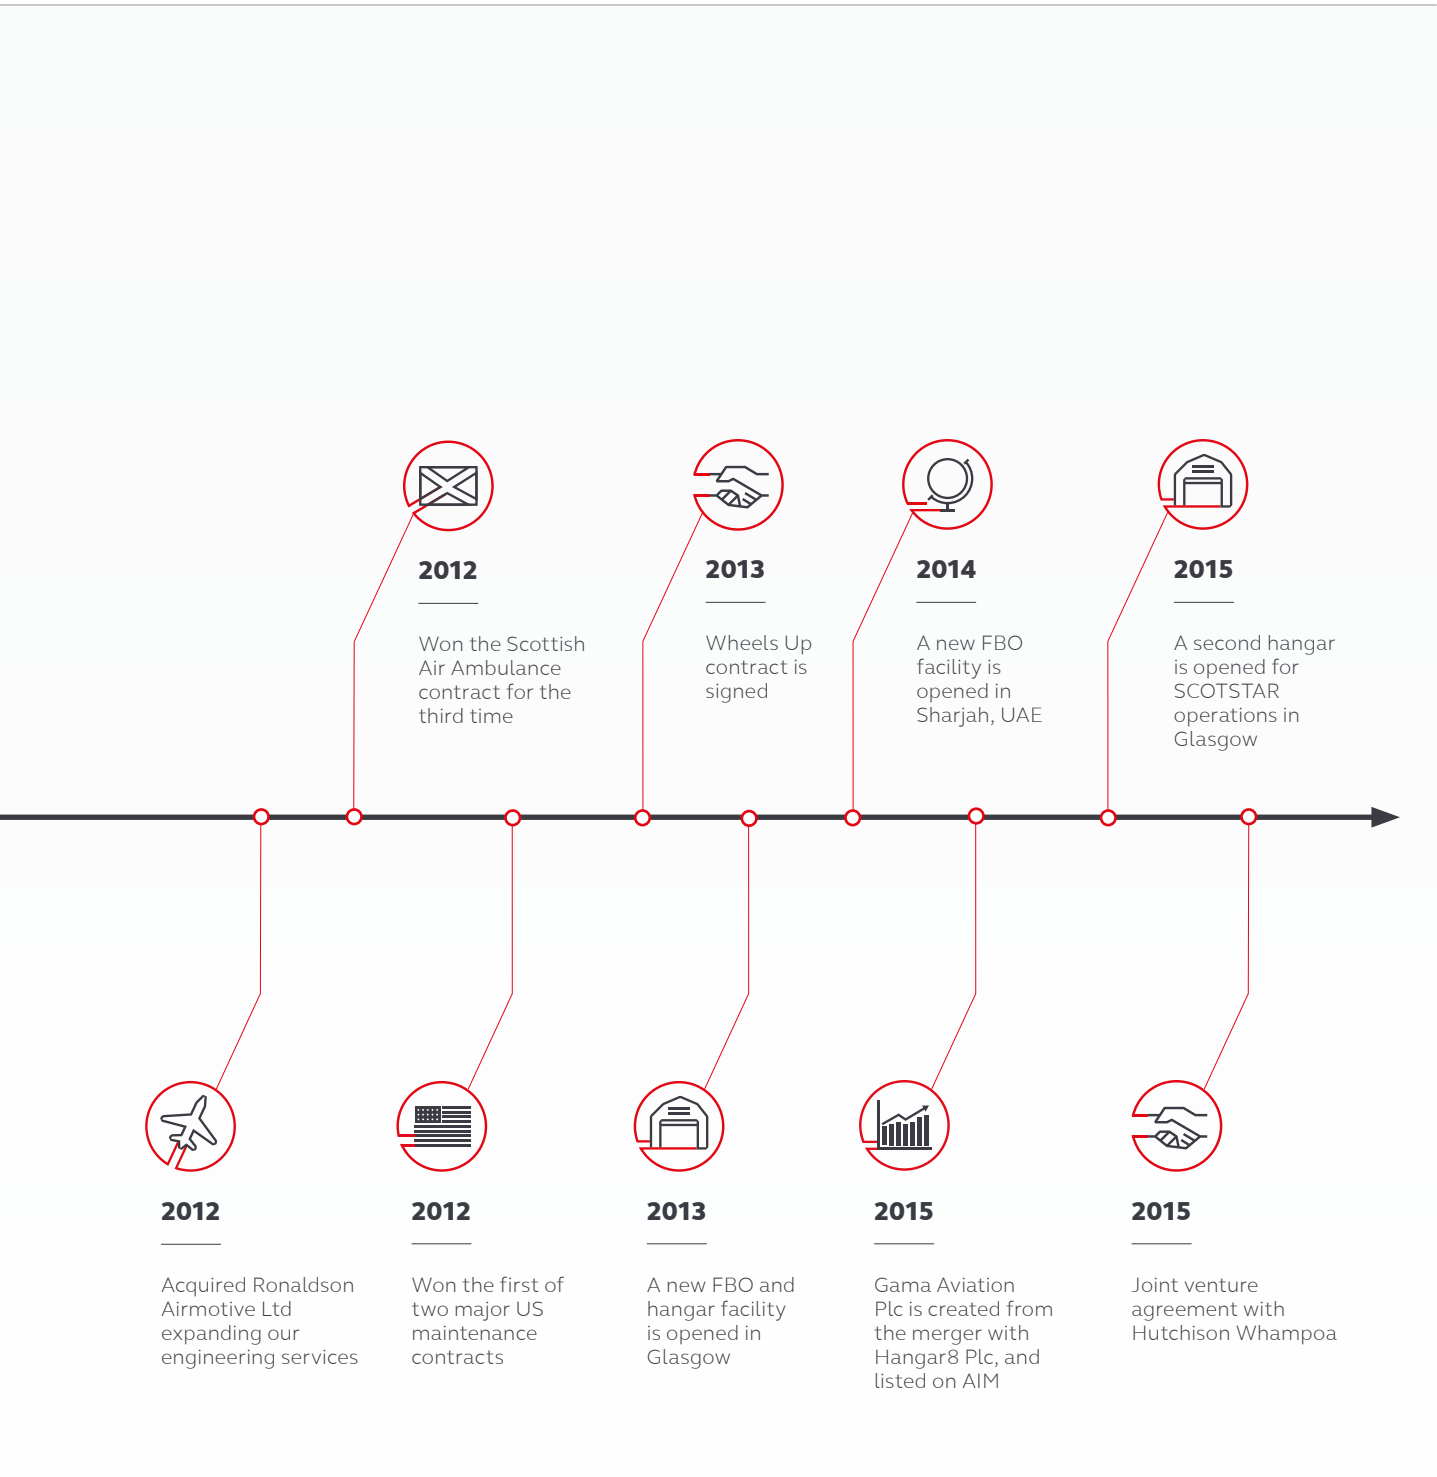 2012
Won the Scottish
Air Ambulance
contract for the
third time
2013
Wheels Up
contract is
signed
2014
A new FBO
facility is
opened in
Sharjah, UAE
2015
A second hangar
is opened for
SCOTSTAR
operations in
Glasgow
2012
Acquired Ronaldson
Airmotive Ltd
expanding our
engineering services
2012
Won the first of
two major US
maintenance
contracts
2013
A new FBO and
hangar facility
is opened in
Glasgow
2015
Gama Aviation
Plc is created from
the merger with
Hangar8 Plc, and
listed on AIM
2015
Joint venture
agreement with
Hutchison Whampoa